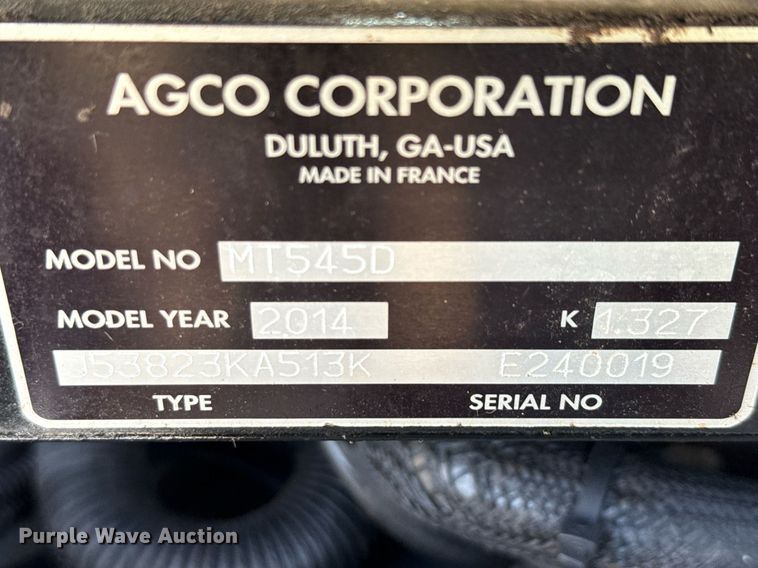 AGCO CORPORATION
DULUTH, GA-USA
MADE IN FRANCE
MODEL NO MT545D
MODEL YEAR 2014 K 1.327
J53823KA513K E240019
TYPE SERIAL NO
Purple Wave Auction